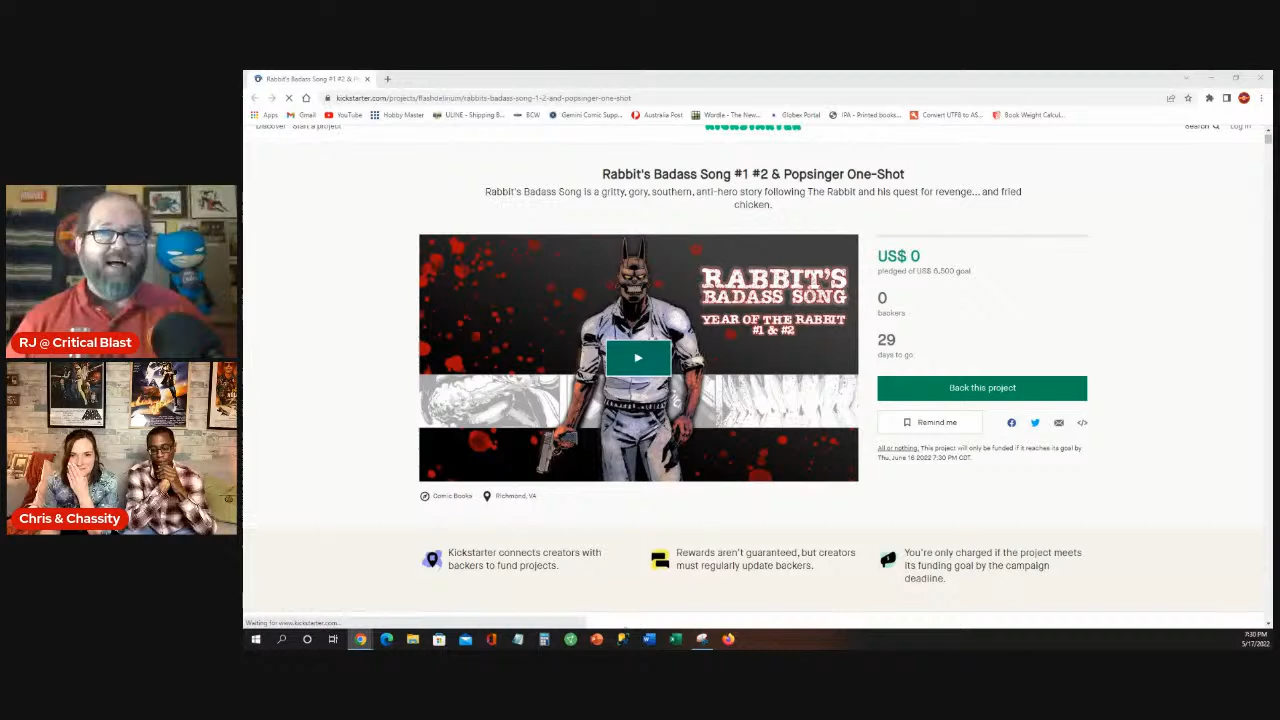 Rabbit's Badass Song #1 #2 & P
kickstarter.com/projects/flashdelirium/rabbits-badass-song-1-2-and-popsinger-one-shot
Apps Gmail YouTube Hobby Master ULINE - Shipping B... BCW Gemini Comic Supp... Australia Post Wordle - The New... Globex Portal IPA - Printed books... Convert UTF8 to AS... Book Weight Calcul...
Discover Start a project KICKSTARTER Search Log in
Rabbit's Badass Song #1 #2 & Popsinger One-Shot
Rabbit's Badass Song is a gritty, gory, southern, anti-hero story following The Rabbit and his quest for revenge... and fried
chicken.
RABBIT'S
BADASS SONG
YEAR OF THE RABBIT
#1 & #2
US$ 0
pledged of US$ 6,500 goal
0
backers
29
days to go
Back this project
Remind me
All or nothing. This project will only be funded if it reaches its goal by
Thu, June 16 2022 7:30 PM CDT.
Comic Books Richmond, VA
Kickstarter connects creators with
backers to fund projects.
Rewards aren't guaranteed, but creators
must regularly update backers.
You're only charged if the project meets
its funding goal by the campaign
deadline.
Waiting for www.kickstarter.com...
7:30 PM
5/17/2022
MARVEL
RJ @ Critical Blast
Chris & Chassity